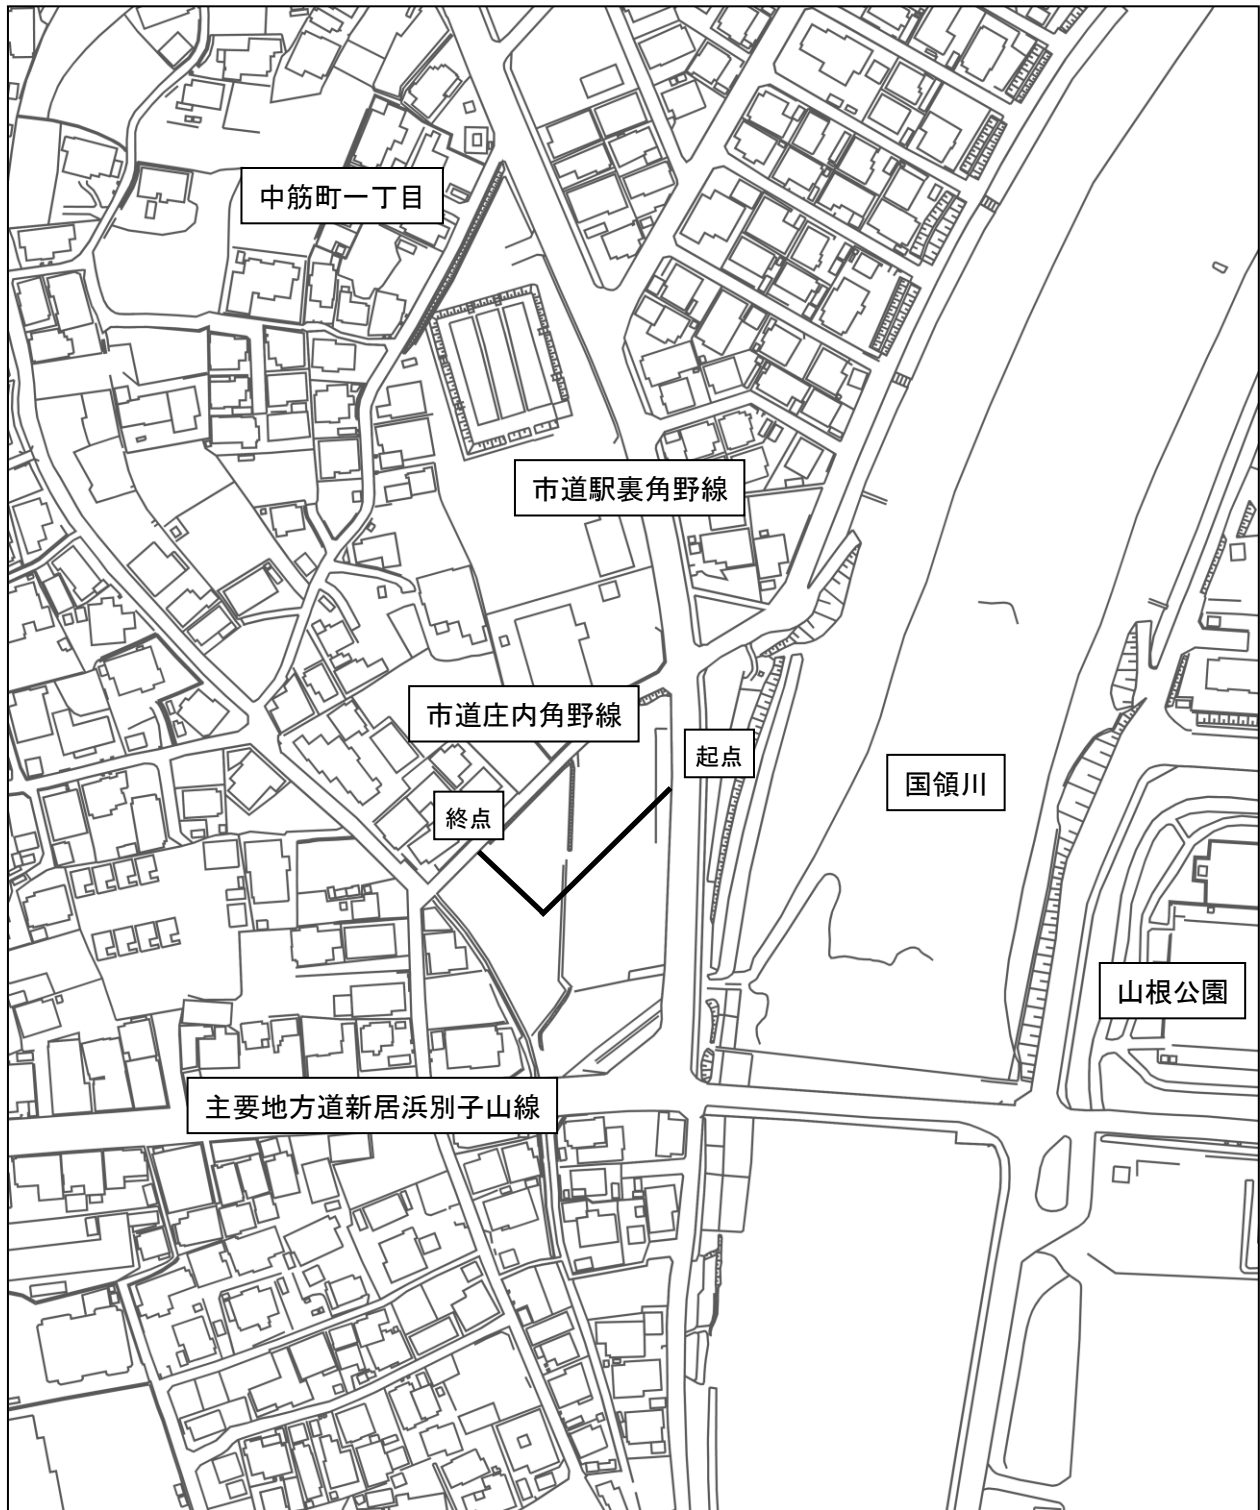 中筋町一丁目
市道駅裏角野線
市道庄内角野線
起点
国領川
終点
山根公園
主要地方道新居浜別子山線